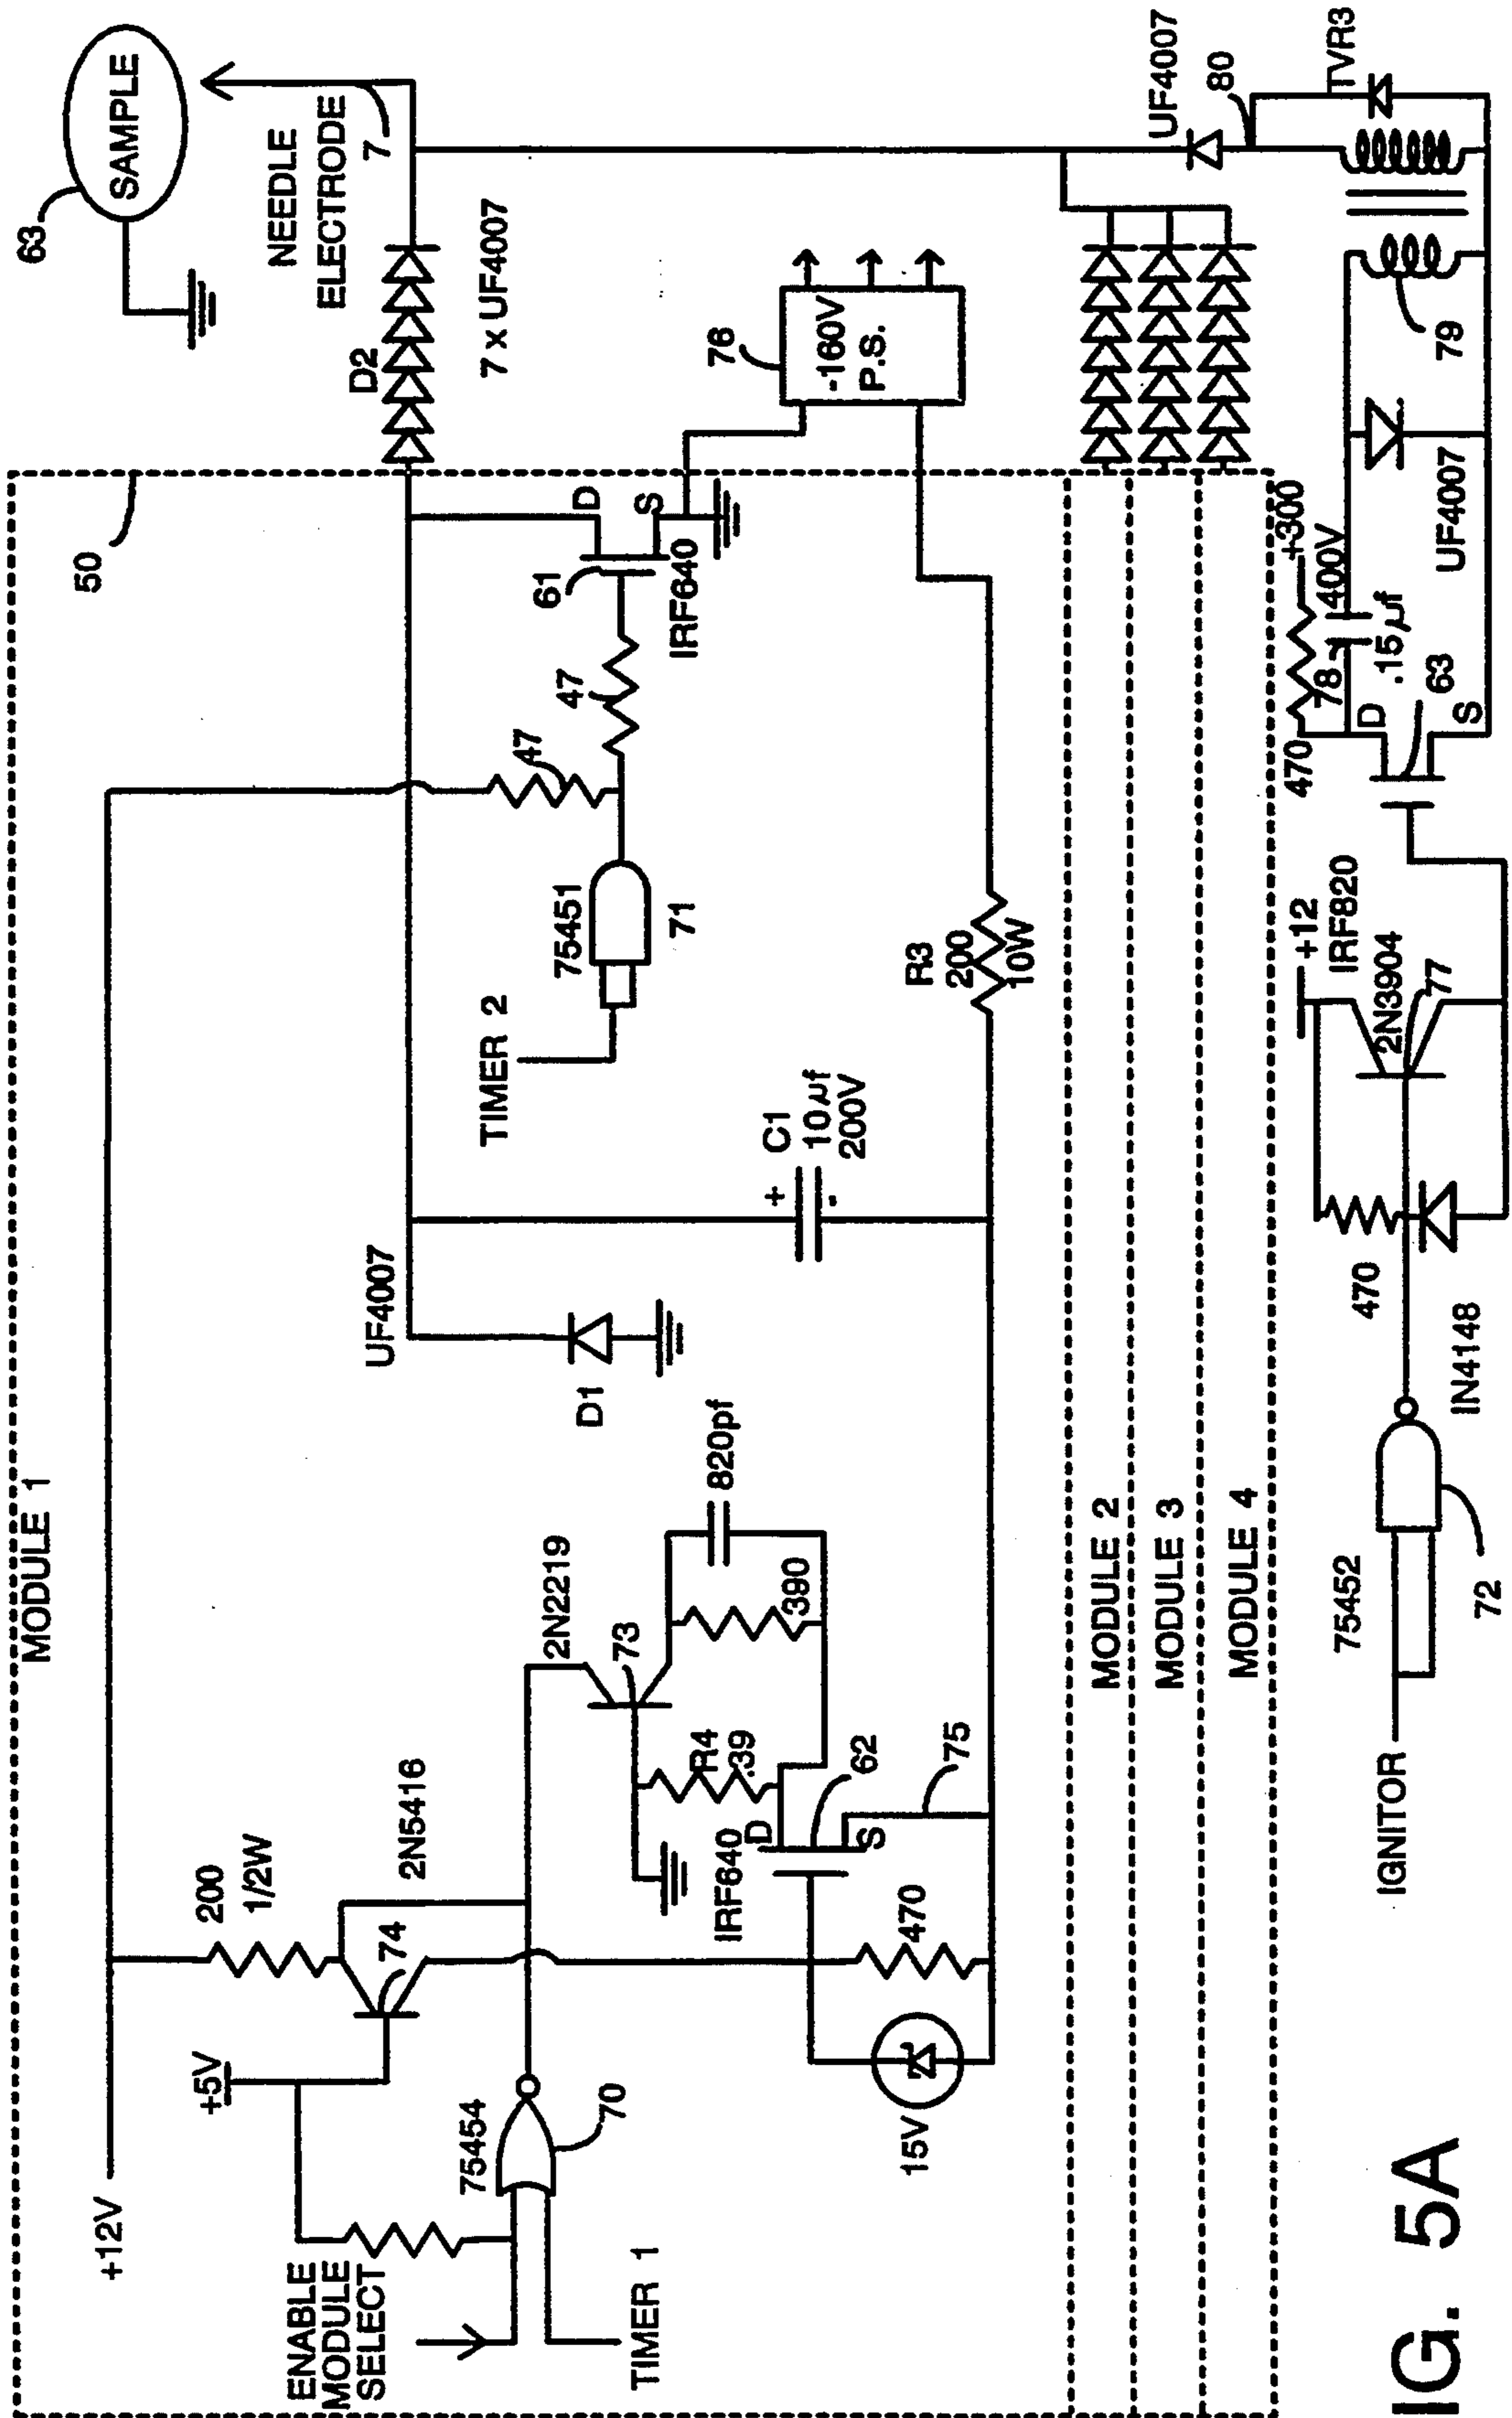 MODULE 1
50
63
SAMPLE
NEEDLE
ELECTRODE
7
+12V
200
1/2W
2N5416
74
+5V
ENABLE
MODULE
SELECT
TIMER 1
75454
70
2N2219
73
820pf
390
R4
.39
IRF640
D
S
62
75
470
15V
UF4007
D1
C1
+
-
10µf
200V
TIMER 2
75451
71
47
47
61
D
S
IRF640
R3
200
10W
D2
7 x UF4007
76
-160V
P.S.
MODULE 2
MODULE 3
MODULE 4
UF4007
80
TVR3
79
UF4007
+300
470
400V
78
.15µf
D
S
63
+12
IRF820
2N3904
77
470
IN4148
75452
72
IGNITOR
IG. 5A